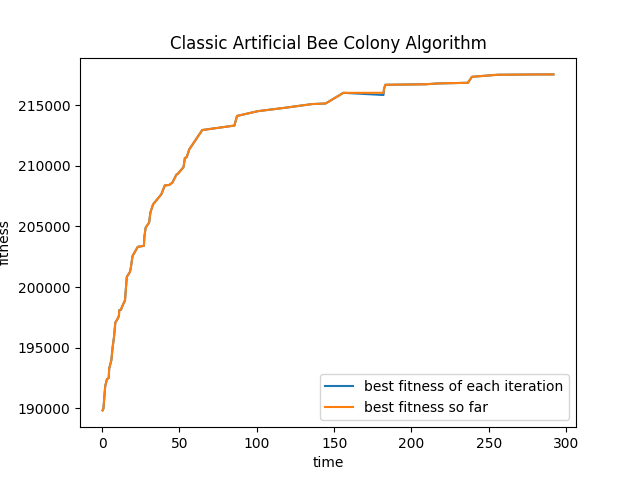 Classic Artificial Bee Colony Algorithm
fitness
215000
210000
205000
200000
195000
190000
best fitness of each iteration
best fitness so far
0 50 100 150 200 250 300
time